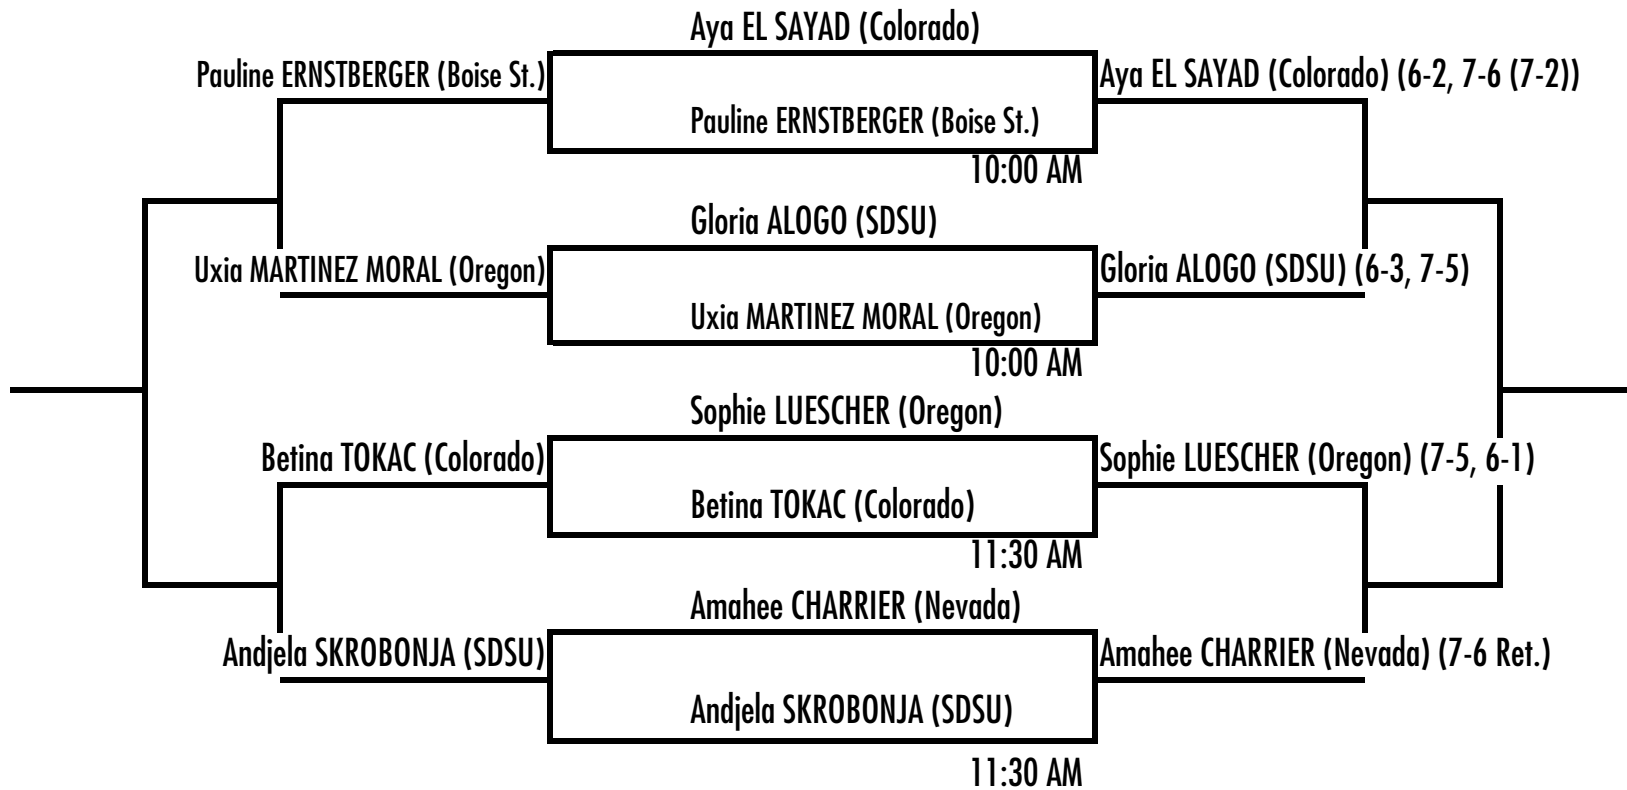 Aya EL SAYAD (Colorado)
Pauline ERNSTBERGER (Boise St.)
Aya EL SAYAD (Colorado) (6-2, 7-6 (7-2))
Pauline ERNSTBERGER (Boise St.)
10:00 AM
Gloria ALOGO (SDSU)
Uxia MARTINEZ MORAL (Oregon)
Gloria ALOGO (SDSU) (6-3, 7-5)
Uxia MARTINEZ MORAL (Oregon)
10:00 AM
Sophie LUESCHER (Oregon)
Betina TOKAC (Colorado)
Sophie LUESCHER (Oregon) (7-5, 6-1)
Betina TOKAC (Colorado)
11:30 AM
Amahee CHARRIER (Nevada)
Andjela SKROBONJA (SDSU)
Amahee CHARRIER (Nevada) (7-6 Ret.)
Andjela SKROBONJA (SDSU)
11:30 AM